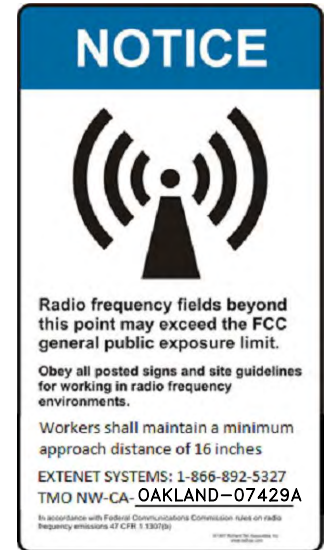 NOTICE
Radio frequency fields beyond
this point may exceed the FCC
general public exposure limit.
Obey all posted signs and site guidelines
for working in radio frequency
environments.
Workers shall maintain a minimum
approach distance of 16 inches
EXTENET SYSTEMS: 1-866-892-5327
TMO NW-CA- OAKLAND-07429A
In accordance with Federal Communications Commission rules on radio
frequency emissions 47 CFR 1.1307(b)